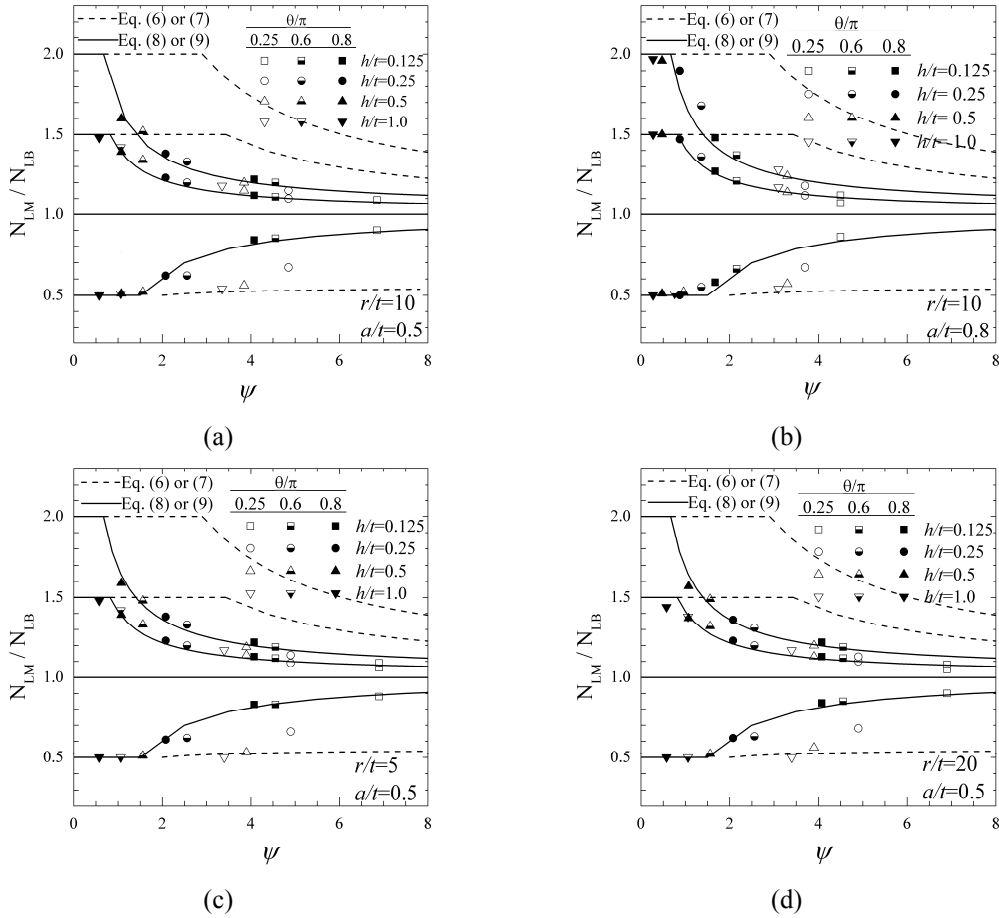 Eq. (6) or (7)
Eq. (8) or (9)
θ/π
0.25 0.6 0.8
h/t=0.125
h/t=0.25
h/t=0.5
h/t=1.0
2.0
1.5
1.0
0.5
N_LM / N_LB
r/t=10
a/t=0.5
0 2 4 6 8
ψ
(a)
Eq. (6) or (7)
Eq. (8) or (9)
θ/π
0.25 0.6 0.8
h/t=0.125
h/t= 0.25
h/t= 0.5
h/t=1.0
2.0
1.5
1.0
0.5
N_LM / N_LB
r/t=10
a/t=0.8
0 2 4 6 8
ψ
(b)
Eq. (6) or (7)
Eq. (8) or (9)
θ/π
0.25 0.6 0.8
h/t=0.125
h/t=0.25
h/t=0.5
h/t=1.0
2.0
1.5
1.0
0.5
N_LM / N_LB
r/t=5
a/t=0.5
0 2 4 6 8
ψ
(c)
Eq. (6) or (7)
Eq. (8) or (9)
θ/π
0.25 0.6 0.8
h/t=0.125
h/t=0.25
h/t=0.5
h/t=1.0
2.0
1.5
1.0
0.5
N_LM / N_LB
r/t=20
a/t=0.5
0 2 4 6 8
ψ
(d)